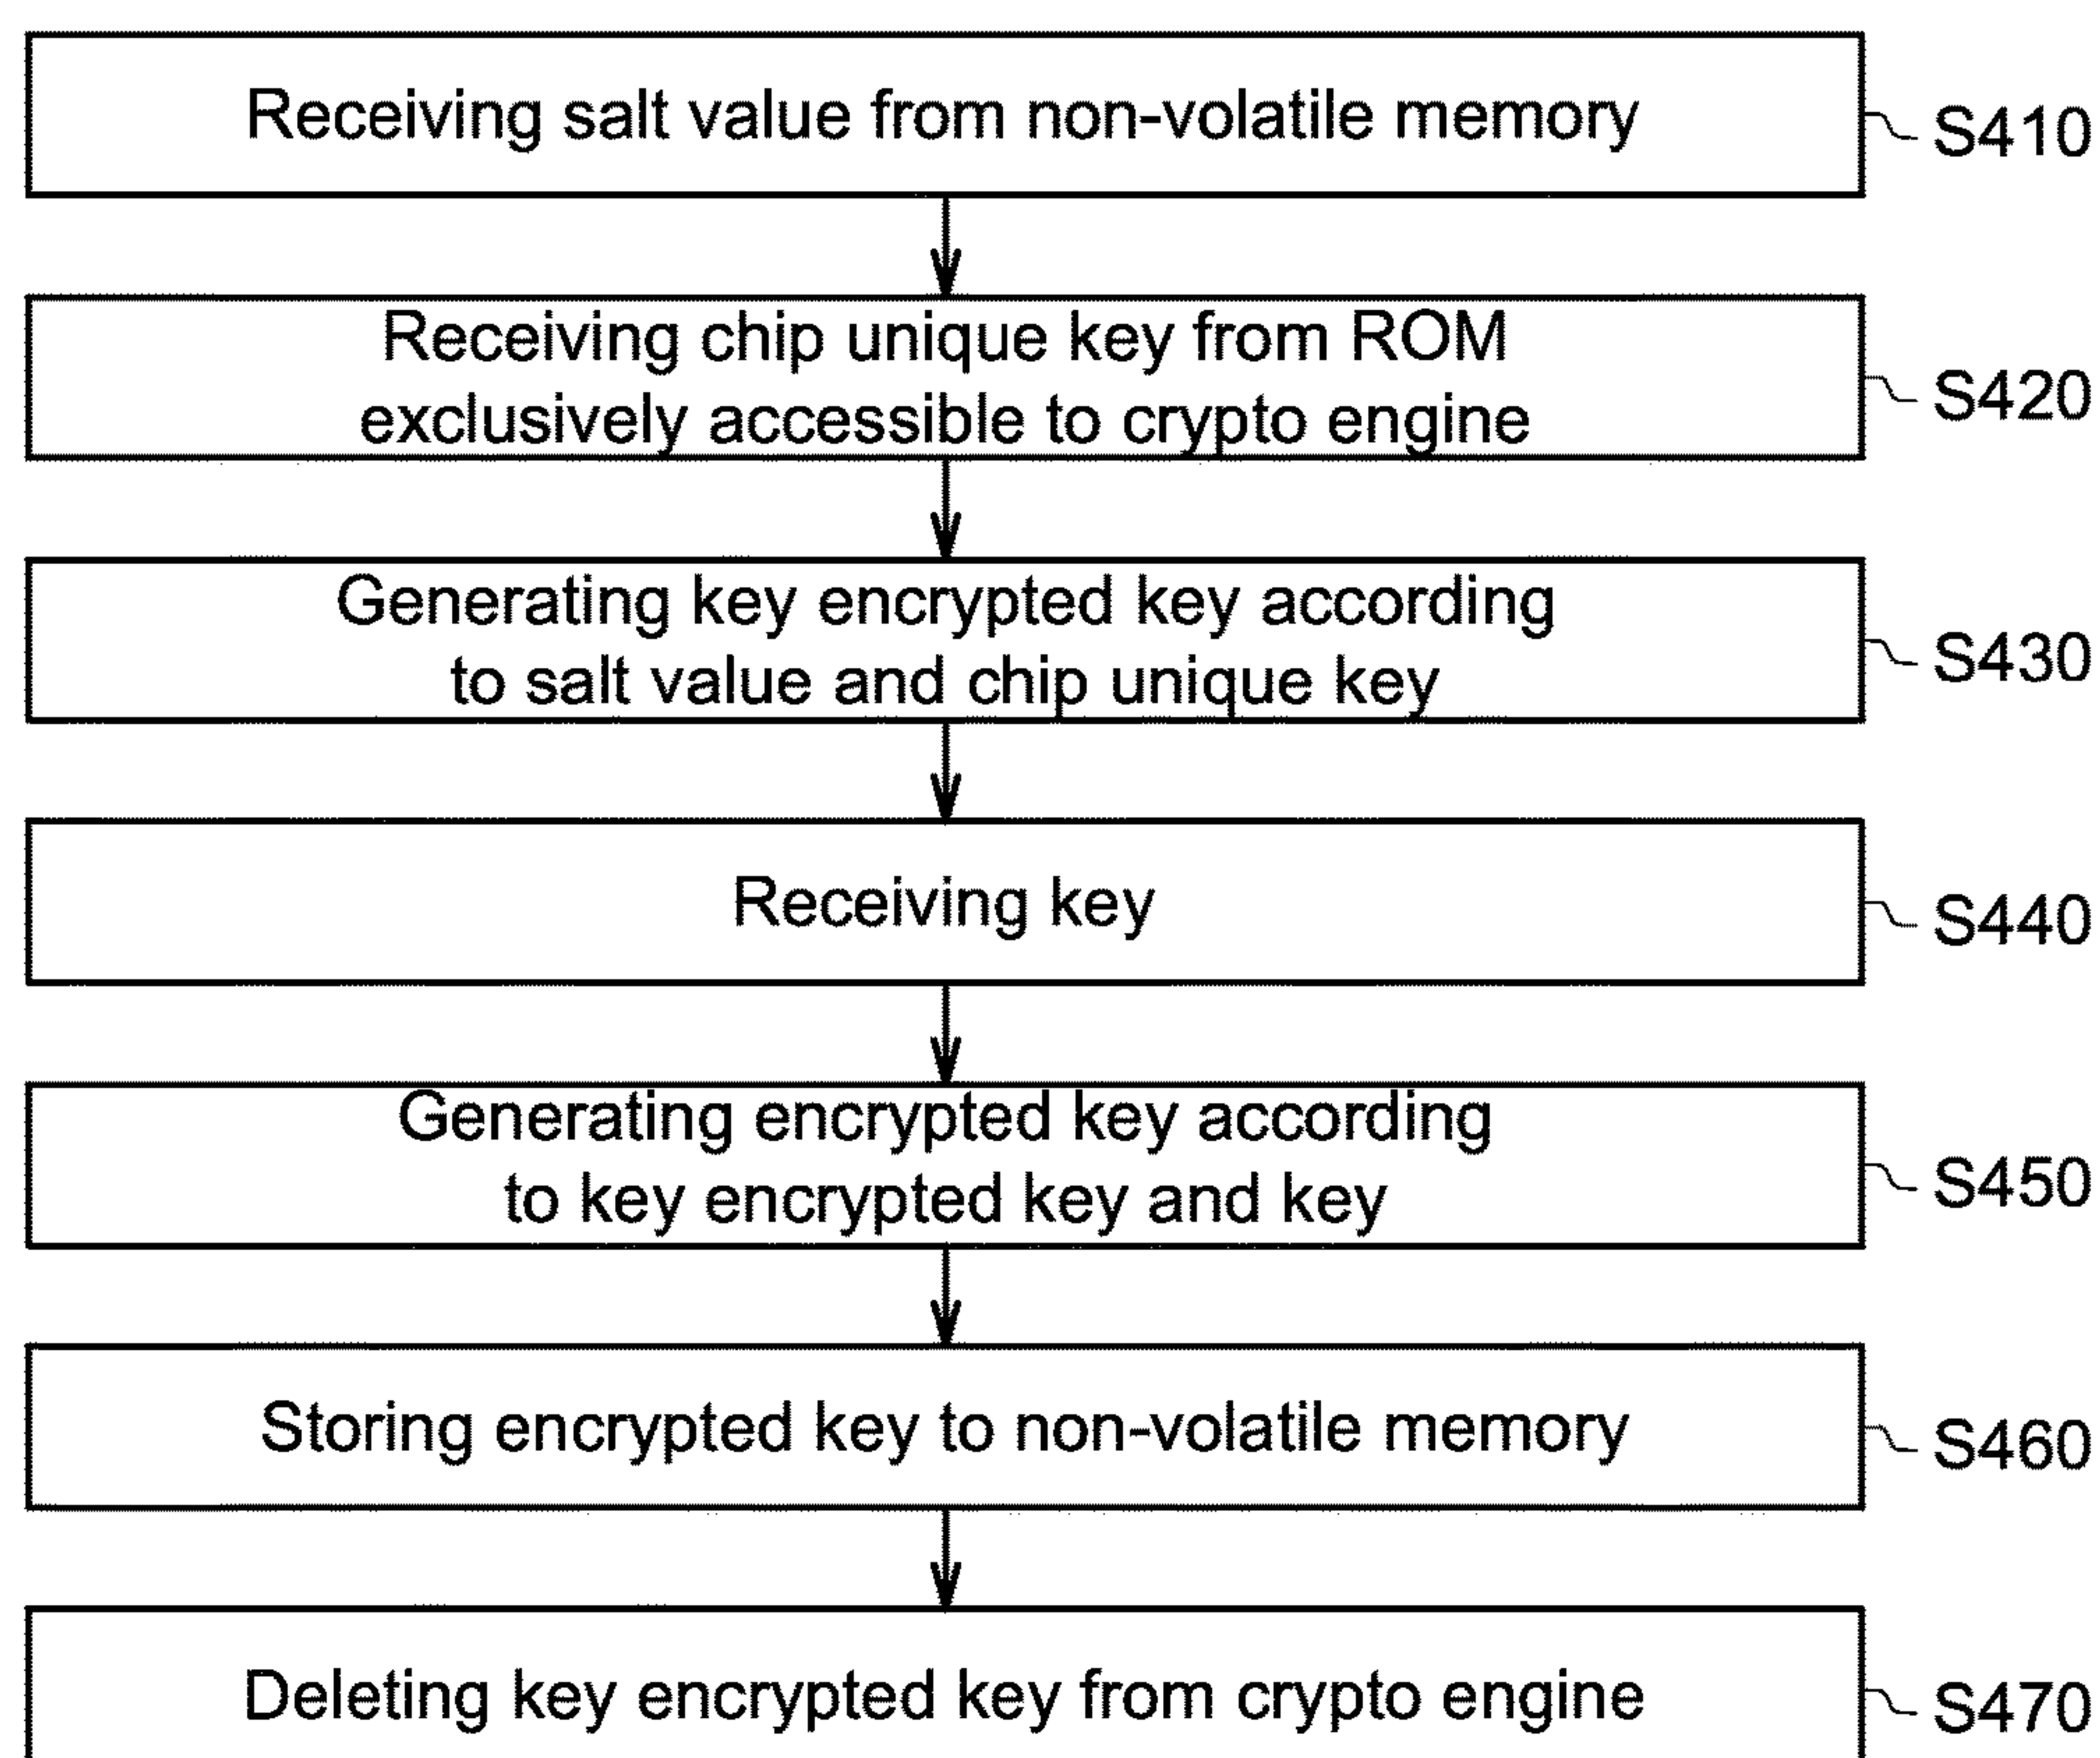 Receiving salt value from non-volatile memory
S410
Receiving chip unique key from ROM
exclusively accessible to crypto engine
S420
Generating key encrypted key according
to salt value and chip unique key
S430
Receiving key
S440
Generating encrypted key according
to key encrypted key and key
S450
Storing encrypted key to non-volatile memory
S460
Deleting key encrypted key from crypto engine
S470